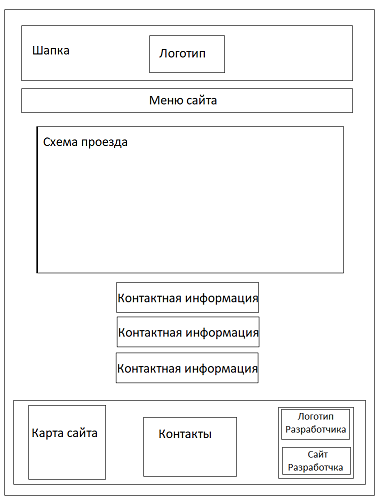 Шапка
Логотип
Меню сайта
Схема проезда
Контактная информация
Контактная информация
Контактная информация
Карта сайта
Контакты
Логотип
Разработчика
Сайт
Разработчка